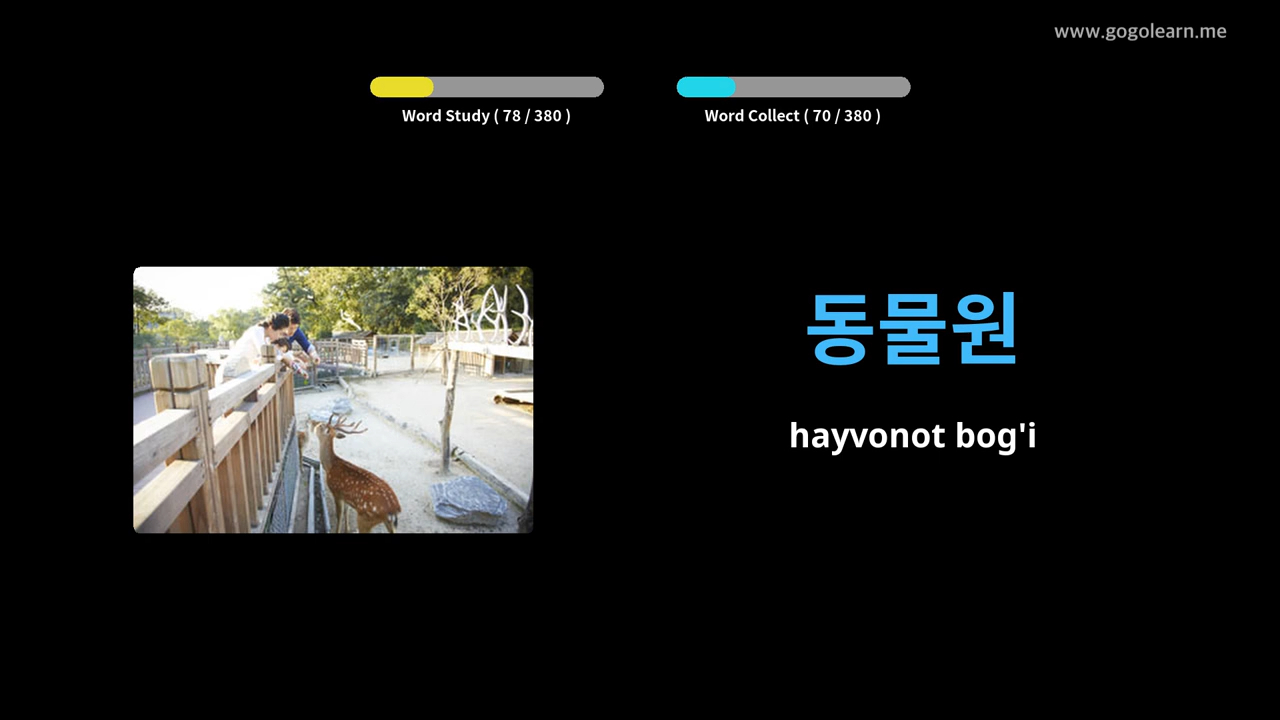 www.gogolearn.me
Word Study ( 78 / 380 )
Word Collect ( 70 / 380 )
동물원
hayvonot bog'i